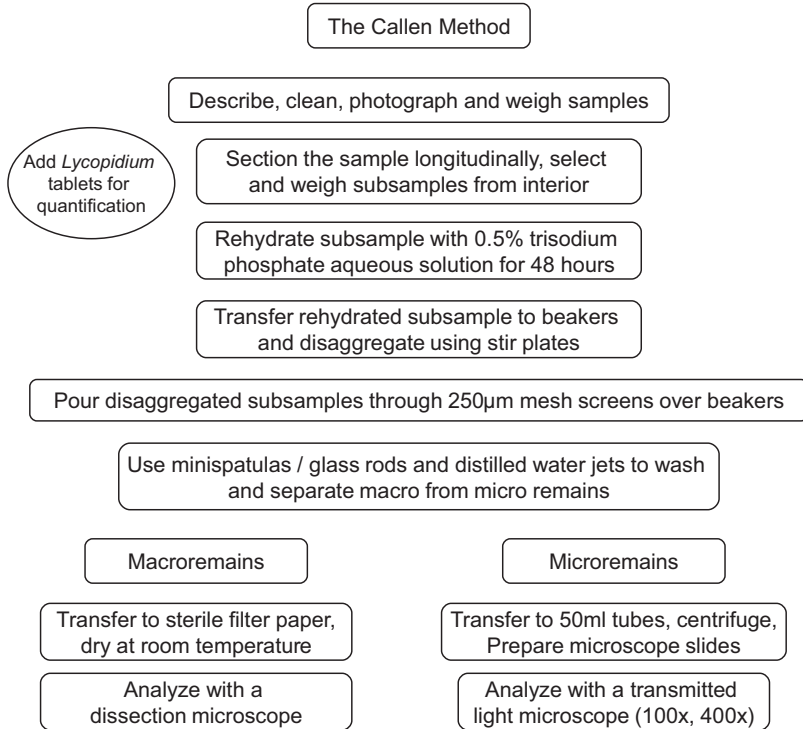 The Callen Method
Describe, clean, photograph and weigh samples
Add Lycopidium
tablets for
quantification
Section the sample longitudinally, select
and weigh subsamples from interior
Rehydrate subsample with 0.5% trisodium
phosphate aqueous solution for 48 hours
Transfer rehydrated subsample to beakers
and disaggregate using stir plates
Pour disaggregated subsamples through 250µm mesh screens over beakers
Use minispatulas / glass rods and distilled water jets to wash
and separate macro from micro remains
Macroremains
Transfer to sterile filter paper,
dry at room temperature
Analyze with a
dissection microscope
Microremains
Transfer to 50ml tubes, centrifuge,
Prepare microscope slides
Analyze with a transmitted
light microscope (100x, 400x)